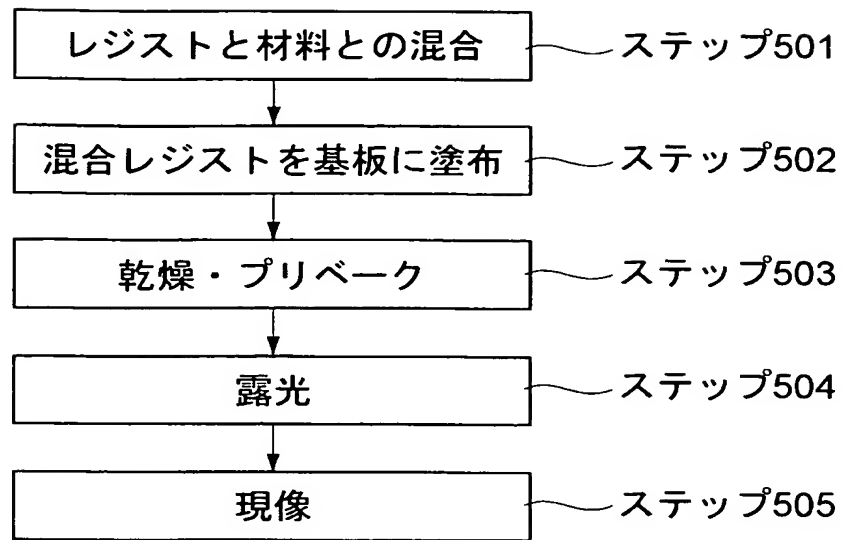 レジストと材料との混合 ステップ501
混合レジストを基板に塗布 ステップ502
乾燥・プリベーク ステップ503
露光 ステップ504
現像 ステップ505